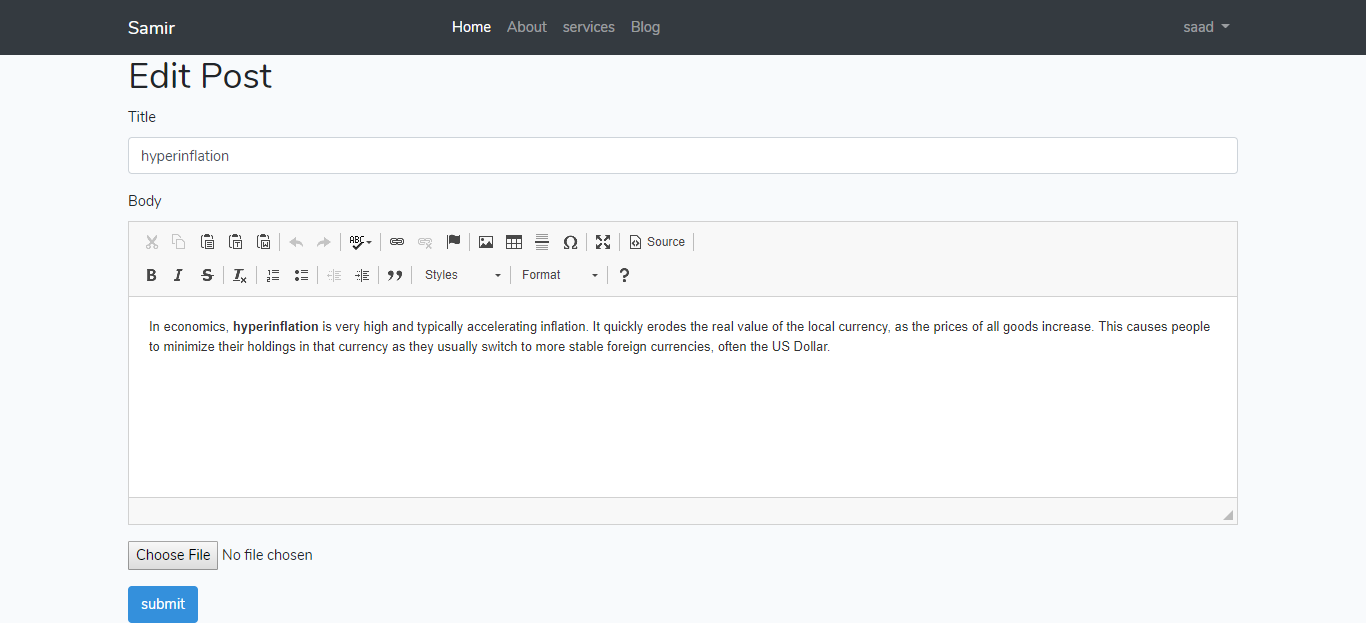 Samir Home About services Blog saad
Edit Post
Title
hyperinflation
Body
ABC Source
B I S Tx Styles Format ?
In economics, hyperinflation is very high and typically accelerating inflation. It quickly erodes the real value of the local currency, as the prices of all goods increase. This causes people
to minimize their holdings in that currency as they usually switch to more stable foreign currencies, often the US Dollar.
Choose File No file chosen
submit